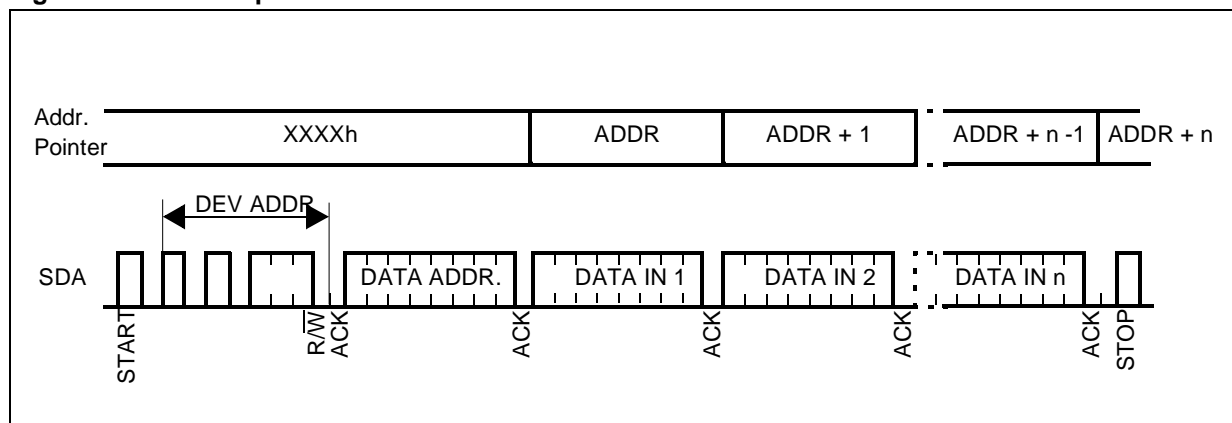 Addr.
Pointer
XXXXh
ADDR
ADDR + 1
ADDR + n -1
ADDR + n
DEV ADDR
SDA
DATA ADDR.
DATA IN 1
DATA IN 2
DATA IN n
START
R/W
ACK
ACK
ACK
ACK
ACK
STOP